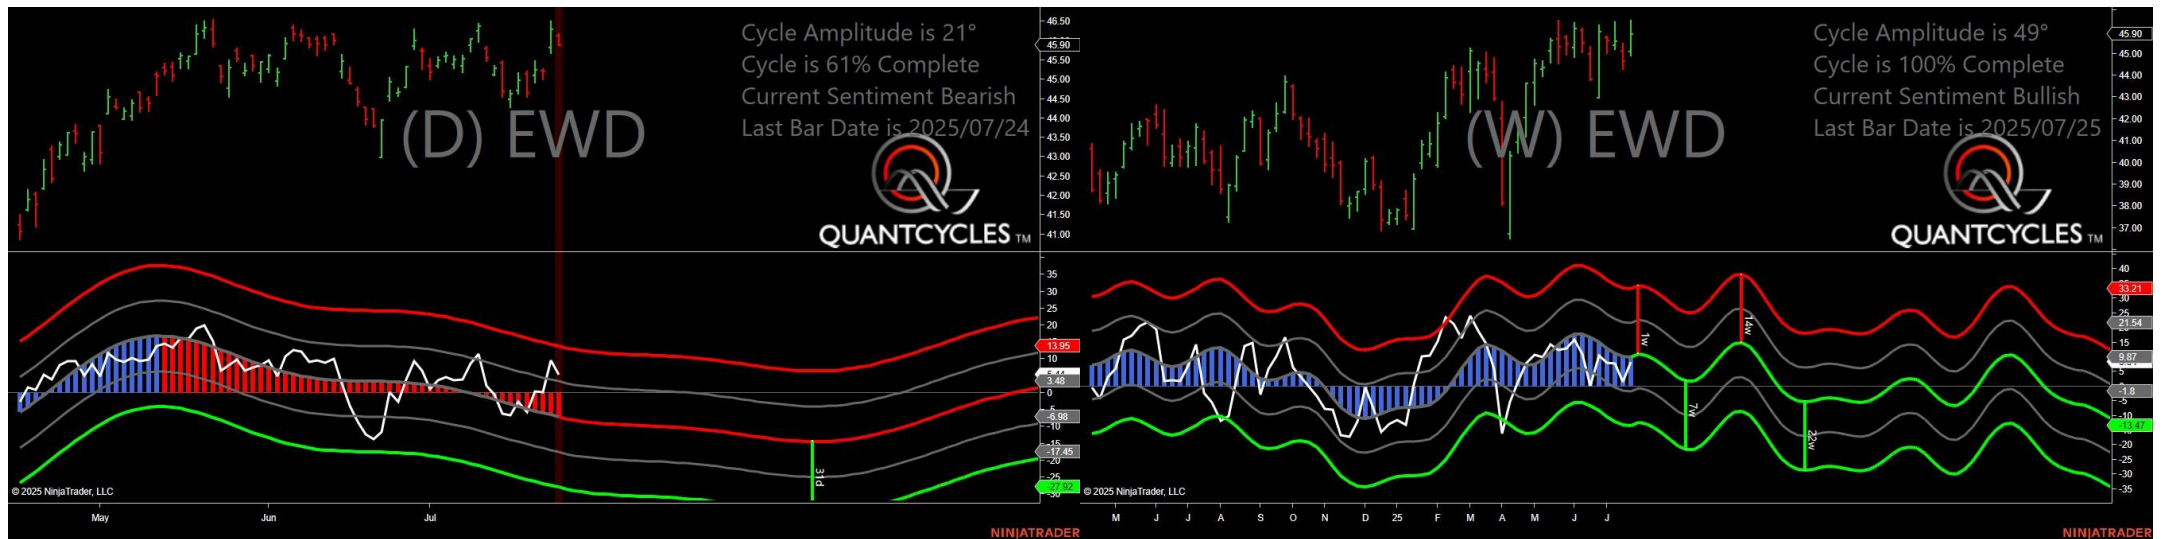 Cycle Amplitude is 21°
Cycle is 61% Complete
Current Sentiment Bearish
Last Bar Date is 2025/07/24
(D) EWD
QUANTCYCLES TM
46.50
45.90
45.50
45.00
44.50
44.00
43.50
43.00
42.50
42.00
41.50
41.00
35
30
25
20
15
13.95
10
3.48
0
-6.98
-10
-15
-17.45
-20
-25
-27.92
-30
31d
© 2025 NinjaTrader, LLC
May Jun Jul
NINJATRADER
Cycle Amplitude is 49°
Cycle is 100% Complete
Current Sentiment Bullish
Last Bar Date is 2025/07/25
(W) EWD
QUANTCYCLES TM
45.90
45.00
44.00
43.00
42.00
41.00
40.00
39.00
38.00
37.00
40
33.21
30
25
21.54
15
9.87
5
-1.8
-5
-10
-13.47
-20
-25
-30
-35
1w
14w
7w
22w
© 2025 NinjaTrader, LLC
M J J A S O N D 25 F M A M J J
NINJATRADER